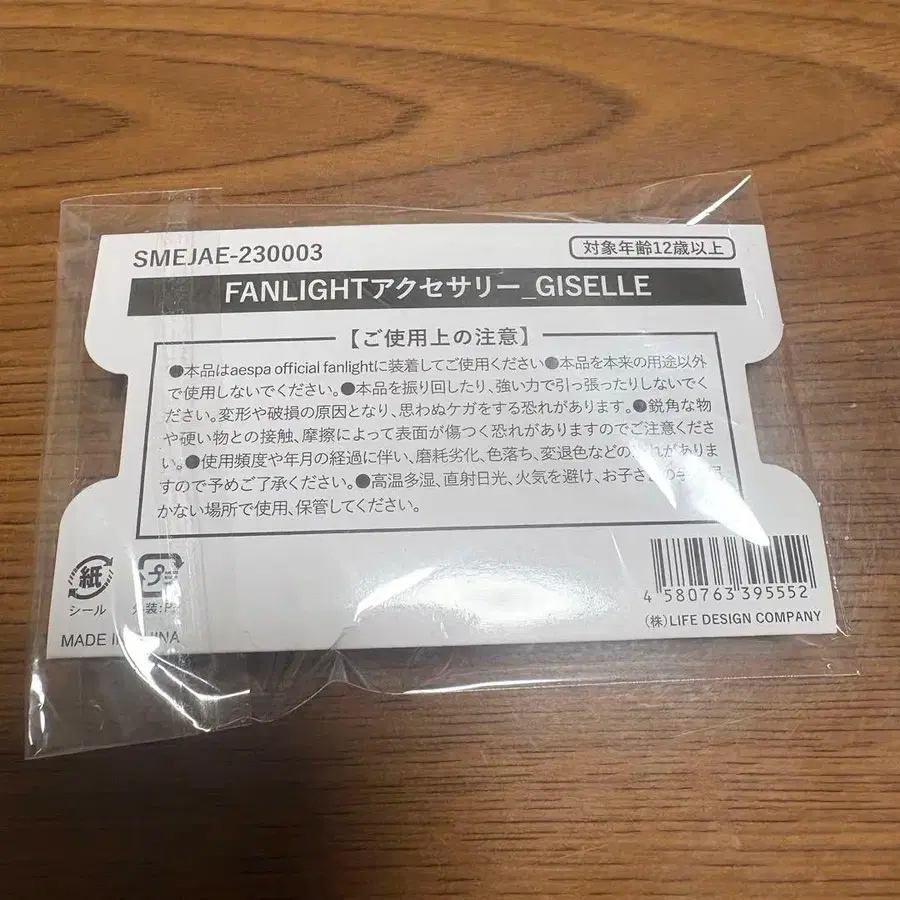 SMEJAE-230003
対象年齢12歳以上
FANLIGHTアクセサリー_GISELLE
【ご使用上の注意】
●本品はaespa official fanlightに装着してご使用ください●本品を本来の用途以外
で使用しないでください。●本品を振り回したり、強い力で引っ張ったりしないでく
ださい。変形や破損の原因となり、思わぬケガをする恐れがあります。●鋭角な物
や硬い物との接触、摩擦によって表面が傷つく恐れがありますのでご注意くださ
い。●使用頻度や年月の経過に伴い、磨耗劣化、色落ち、変退色などの恐れがありま
すので予めご了承ください。●高温多湿、直射日光、火気を避け、お子さまの手の届
かない場所で使用、保管してください。
紙
シール
プラ
外装:PP
MADE IN CHINA
4 580763 395552
(株)LIFE DESIGN COMPANY